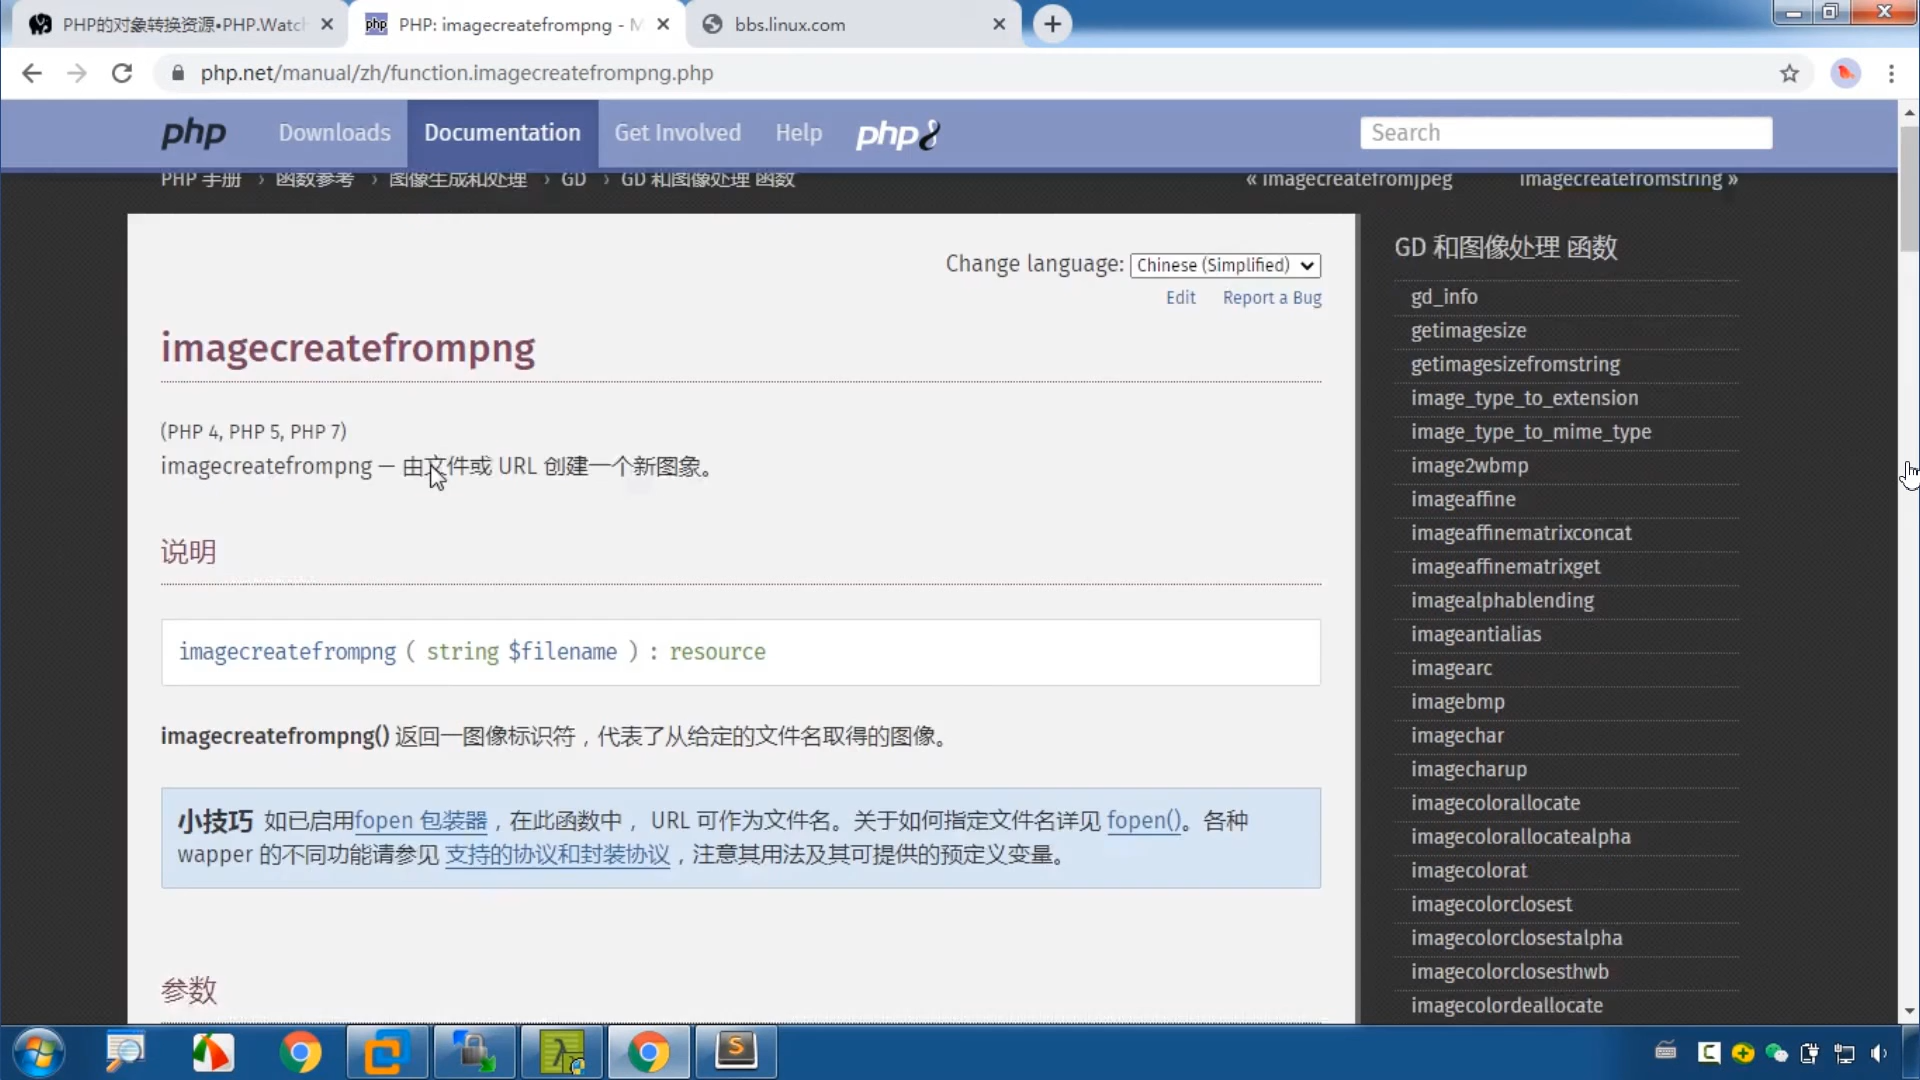 PHP的对象转换资源•PHP.Watch
PHP: imagecreatefrompng - M
bbs.linux.com
php.net/manual/zh/function.imagecreatefrompng.php
php
Downloads
Documentation
Get Involved
Help
php8
Search
PHP 手册 › 函数参考 › 图像生成和处理 › GD › GD 和图像处理 函数
« imagecreatefromjpeg
imagecreatefromstring »
Change language: Chinese (Simplified)
Edit Report a Bug
imagecreatefrompng
(PHP 4, PHP 5, PHP 7)
imagecreatefrompng — 由文件或 URL 创建一个新图象。
说明
imagecreatefrompng ( string $filename ) : resource
imagecreatefrompng() 返回一图像标识符，代表了从给定的文件名取得的图像。
小技巧 如已启用fopen 包装器，在此函数中， URL 可作为文件名。关于如何指定文件名详见 fopen()。各种
wapper 的不同功能请参见 支持的协议和封装协议，注意其用法及其可提供的预定义变量。
参数
GD 和图像处理 函数
gd_info
getimagesize
getimagesizefromstring
image_type_to_extension
image_type_to_mime_type
image2wbmp
imageaffine
imageaffinematrixconcat
imageaffinematrixget
imagealphablending
imageantialias
imagearc
imagebmp
imagechar
imagecharup
imagecolorallocate
imagecolorallocatealpha
imagecolorat
imagecolorclosest
imagecolorclosestalpha
imagecolorclosesthwb
imagecolordeallocate